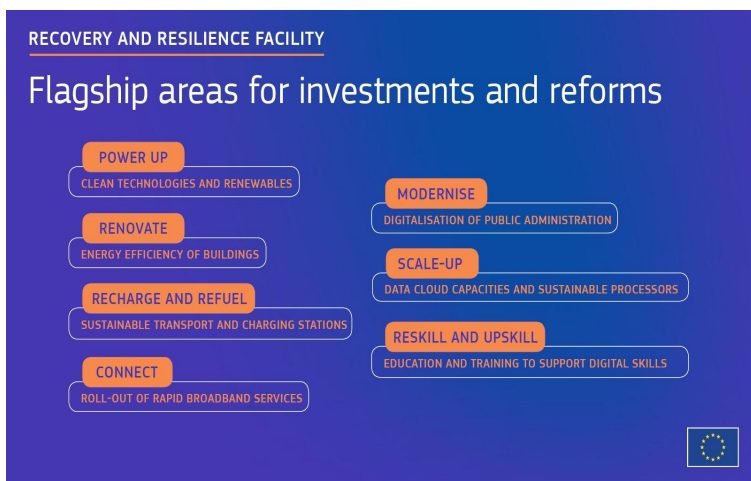 RECOVERY AND RESILIENCE FACILITY
Flagship areas for investments and reforms
POWER UP
CLEAN TECHNOLOGIES AND RENEWABLES
RENOVATE
ENERGY EFFICIENCY OF BUILDINGS
RECHARGE AND REFUEL
SUSTAINABLE TRANSPORT AND CHARGING STATIONS
CONNECT
ROLL-OUT OF RAPID BROADBAND SERVICES
MODERNISE
DIGITALISATION OF PUBLIC ADMINISTRATION
SCALE-UP
DATA CLOUD CAPACITIES AND SUSTAINABLE PROCESSORS
RESKILL AND UPSKILL
EDUCATION AND TRAINING TO SUPPORT DIGITAL SKILLS